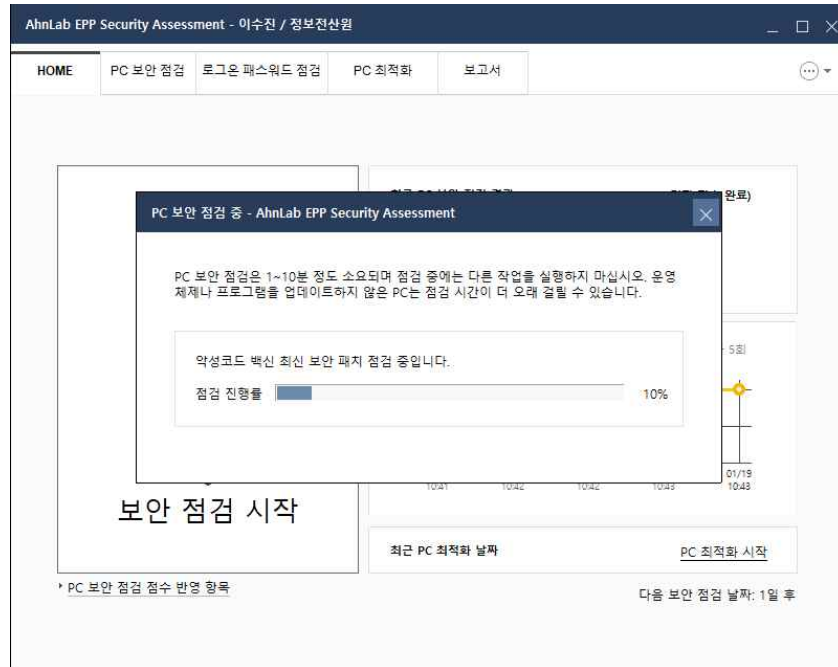 AhnLab EPP Security Assessment - 이수진 / 정보전산원
HOME
PC 보안 점검
로그온 패스워드 점검
PC 최적화
보고서
완료)
PC 보안 점검 중 - AhnLab EPP Security Assessment
PC 보안 점검은 1~10분 정도 소요되며 점검 중에는 다른 작업을 실행하지 마십시오. 운영
체제나 프로그램을 업데이트하지 않은 PC는 점검 시간이 더 오래 걸릴 수 있습니다.
악성코드 백신 최신 보안 패치 점검 중입니다.
점검 진행률
10%
5회
01/19
10:41
10:42
10:42
10:43
10:43
보안 점검 시작
최근 PC 최적화 날짜
PC 최적화 시작
PC 보안 점검 점수 반영 항목
다음 보안 점검 날짜: 1일 후